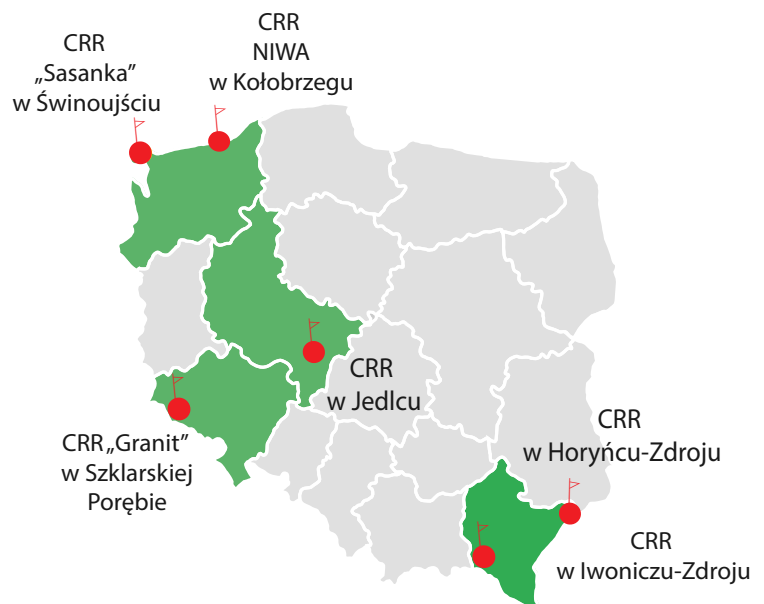 CRR
„Sasanka”
w Świnoujściu
CRR
NIWA
w Kołobrzegu
CRR
w Jedlcu
CRR „Granit”
w Szklarskiej
Porębie
CRR
w Horyńcu-Zdroju
CRR
w Iwoniczu-Zdroju